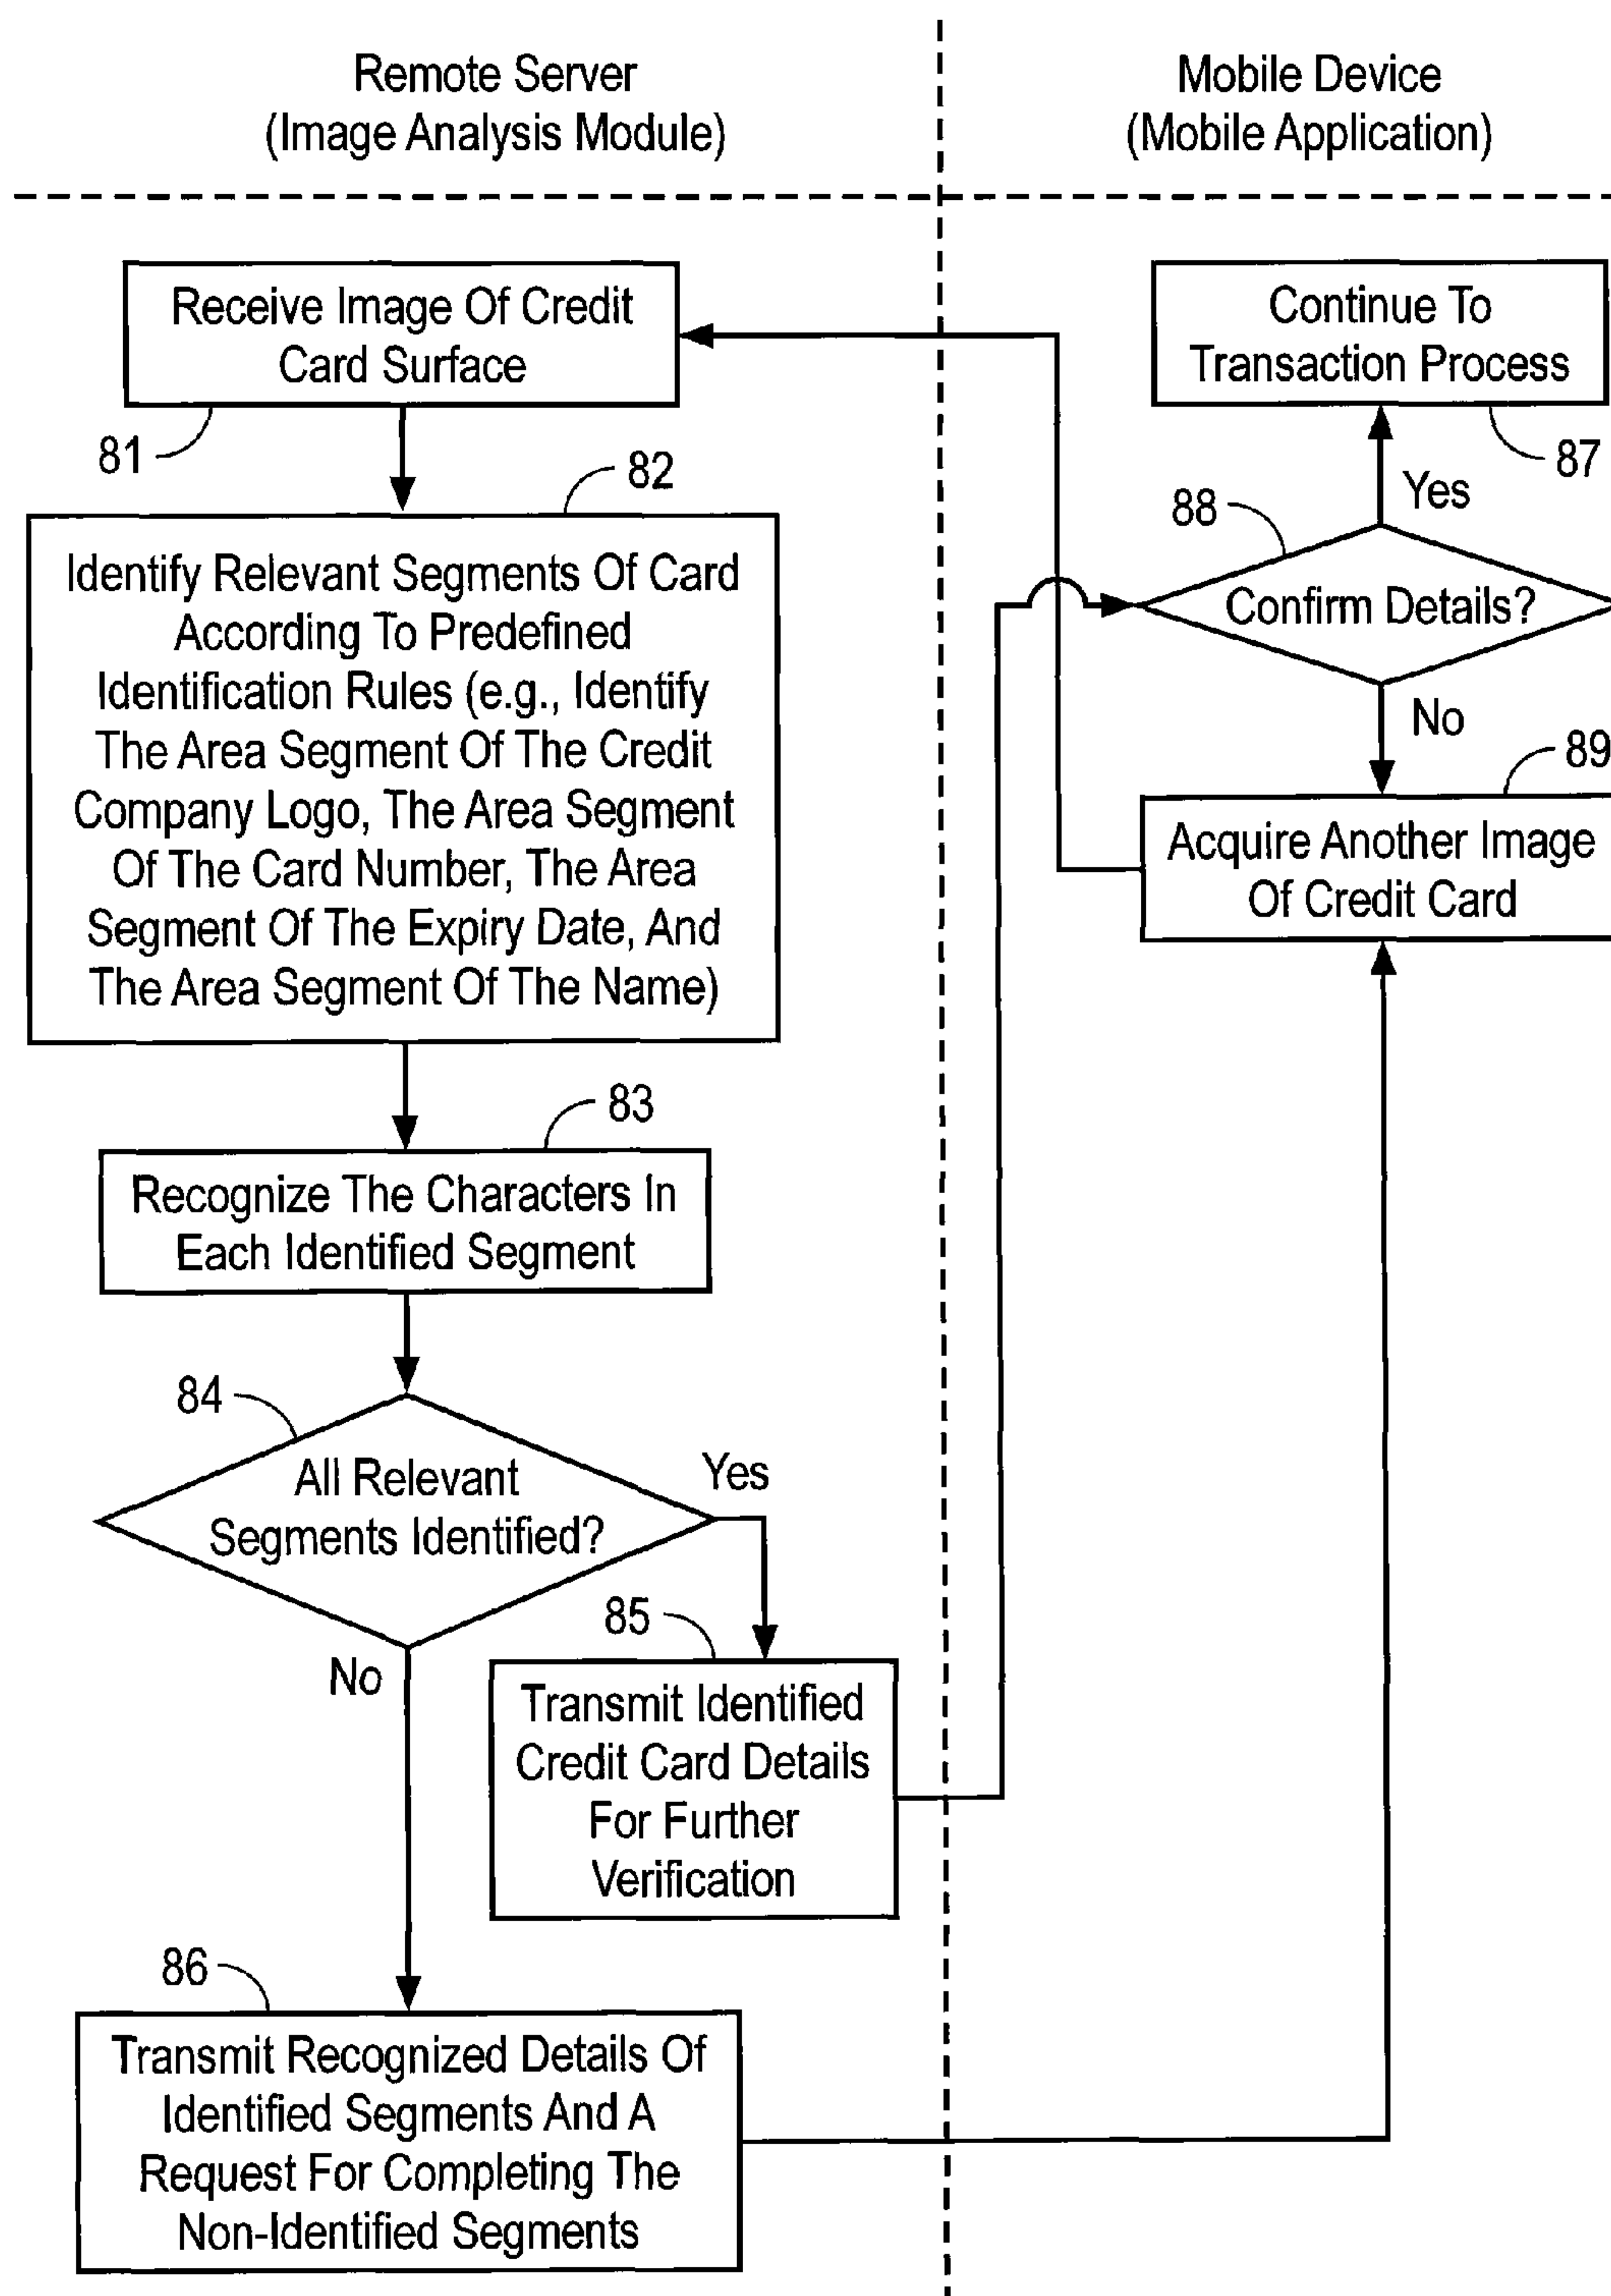 Remote Server
(Image Analysis Module)
Mobile Device
(Mobile Application)
Receive Image Of Credit
Card Surface
81
82
Identify Relevant Segments Of Card
According To Predefined
Identification Rules (e.g., Identify
The Area Segment Of The Credit
Company Logo, The Area Segment
Of The Card Number, The Area
Segment Of The Expiry Date, And
The Area Segment Of The Name)
83
Recognize The Characters In
Each Identified Segment
84
All Relevant
Segments Identified?
Yes
No
85
Transmit Identified
Credit Card Details
For Further
Verification
86
Transmit Recognized Details Of
Identified Segments And A
Request For Completing The
Non-Identified Segments
Continue To
Transaction Process
87
Yes
88
Confirm Details?
No
89
Acquire Another Image
Of Credit Card